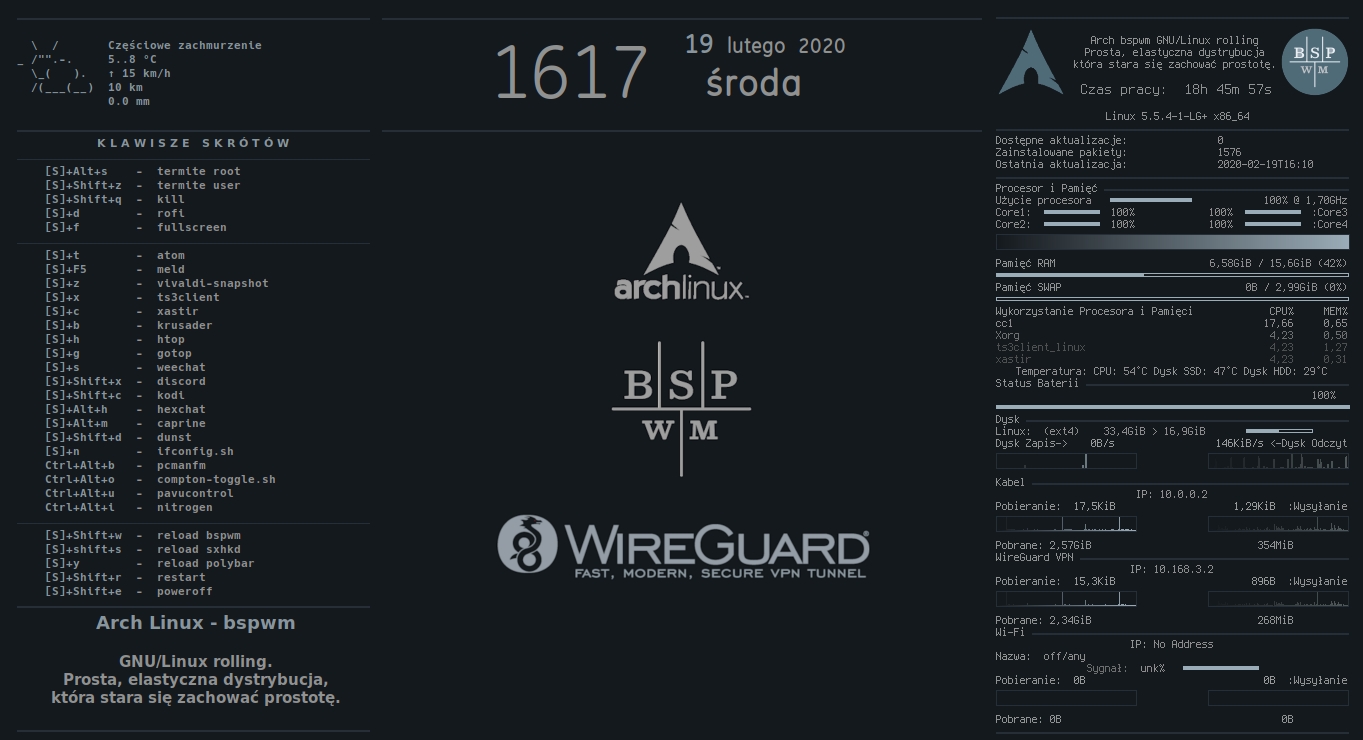 Częściowe zachmurzenie
5..8 °C
↑ 15 km/h
10 km
0.0 mm
KLAWISZE SKRÓTÓW
[S]+Alt+s - termite root
[S]+Shift+z - termite user
[S]+Shift+q - kill
[S]+d - rofi
[S]+f - fullscreen
[S]+t - atom
[S]+F5 - meld
[S]+z - vivaldi-snapshot
[S]+x - ts3client
[S]+c - xastir
[S]+b - krusader
[S]+h - htop
[S]+g - gotop
[S]+s - weechat
[S]+Shift+x - discord
[S]+Shift+c - kodi
[S]+Alt+h - hexchat
[S]+Alt+m - caprine
[S]+Shift+d - dunst
[S]+n - ifconfig.sh
Ctrl+Alt+b - pcmanfm
Ctrl+Alt+o - compton-toggle.sh
Ctrl+Alt+u - pavucontrol
Ctrl+Alt+i - nitrogen
[S]+Shift+w - reload bspwm
[S]+shift+s - reload sxhkd
[S]+y - reload polybar
[S]+Shift+r - restart
[S]+Shift+e - poweroff
Arch Linux - bspwm
GNU/Linux rolling.
Prosta, elastyczna dystrybucja,
która stara się zachować prostotę.
1617
19 lutego 2020
środa
archlinux™
B S P
W M
WIREGUARD®
FAST, MODERN, SECURE VPN TUNNEL
Arch bspwm GNU/Linux rolling
Prosta, elastyczna dystrybucja
która stara się zachować prostotę.
Czas pracy: 18h 45m 57s
B S P
W M
Linux 5.5.4-1-LG+ x86_64
Dostępne aktualizacje: 0
Zainstalowane pakiety: 1576
Ostatnia aktualizacja: 2020-02-19T16:10
Procesor i Pamięć
Użycie procesora 100% @ 1,70GHz
Core1: 100% 100% :Core3
Core2: 100% 100% :Core4
Pamięć RAM 6,58GiB / 15,6GiB (42%)
Pamięć SWAP 0B / 2,99GiB (0%)
Wykorzystanie Procesora i Pamięci CPU% MEM%
cc1 17,66 0,65
Xorg 4,23 0,50
ts3client_linux 4,23 1,27
xastir 4,23 0,31
Temperatura: CPU: 54°C Dysk SSD: 47°C Dysk HDD: 29°C
Status Baterii
100%
Dysk
Linux: (ext4) 33,4GiB > 16,9GiB
Dysk Zapis-> 0B/s 146KiB/s <-Dysk Odczyt
Kabel
IP: 10.0.0.2
Pobieranie: 17,5KiB 1,29KiB :Wysyłanie
Pobrane: 2,57GiB 354MiB
WireGuard VPN
IP: 10.168.3.2
Pobieranie: 15,3KiB 896B :Wysyłanie
Pobrane: 2,34GiB 268MiB
Wi-Fi
IP: No Address
Nazwa: off/any
Sygnał: unk%
Pobieranie: 0B 0B :Wysyłanie
Pobrane: 0B 0B